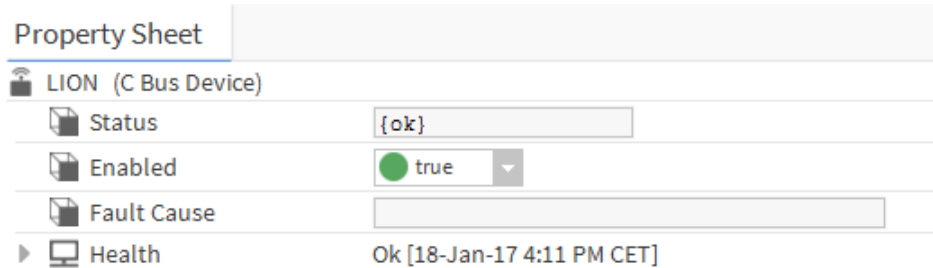 Property Sheet
LION (C Bus Device)
Status {ok}
Enabled true
Fault Cause
Health Ok [18-Jan-17 4:11 PM CET]